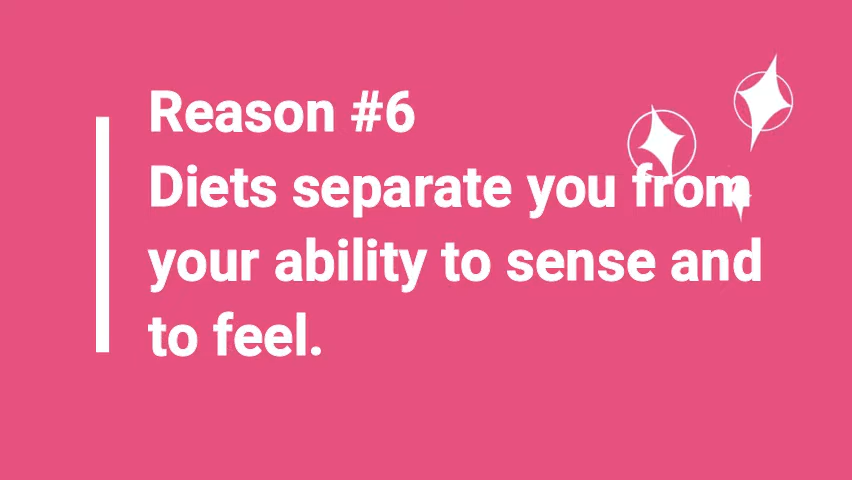 Reason #6
Diets separate you from
your ability to sense and
to feel.